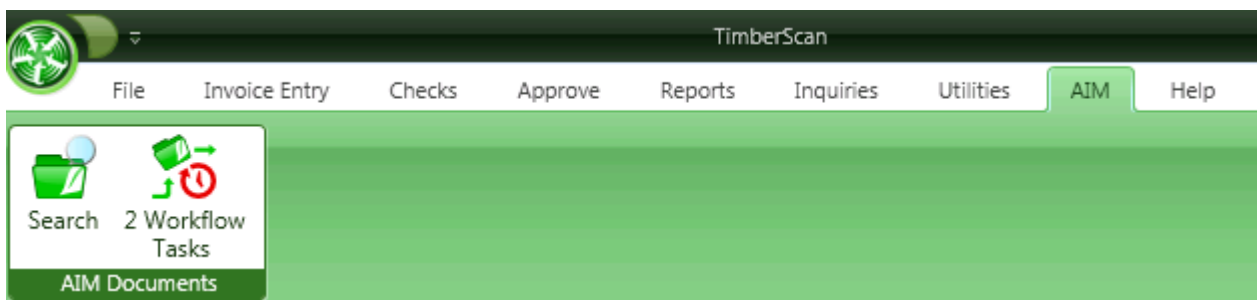 TimberScan
File Invoice Entry Checks Approve Reports Inquiries Utilities AIM Help
Search 2 Workflow
Tasks
AIM Documents